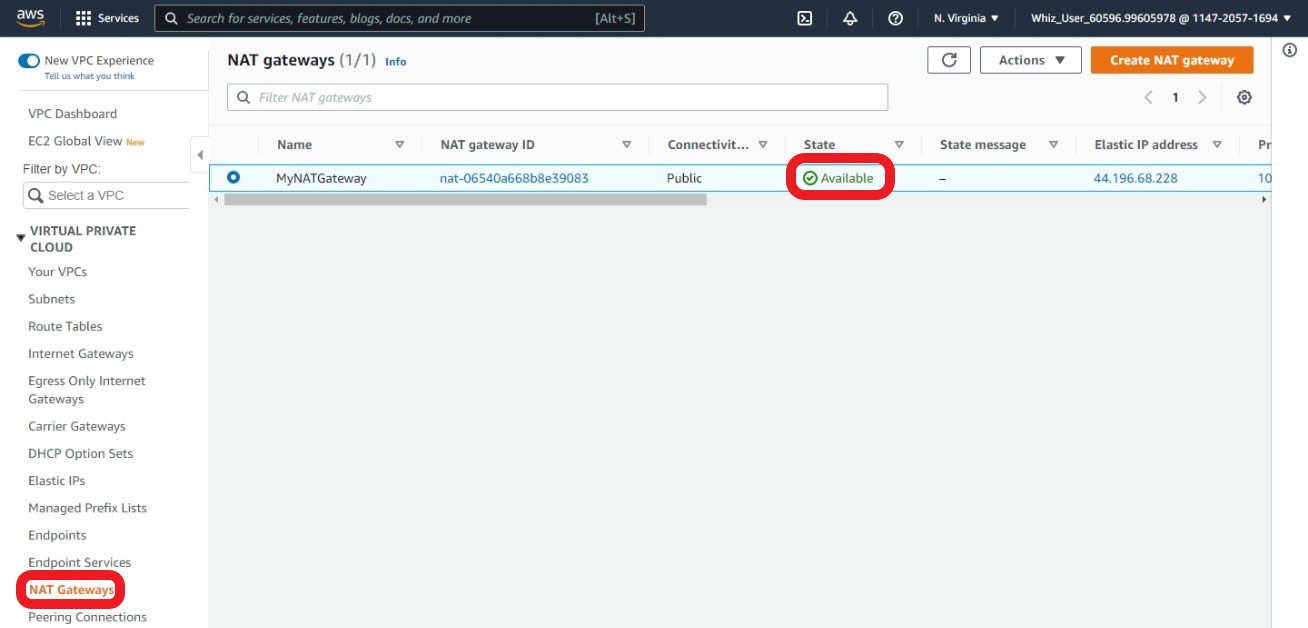 aws
Services
Search for services, features, blogs, docs, and more [Alt+S]
N. Virginia ▼
Whiz_User_60596.99605978 @ 1147-2057-1694 ▼
New VPC Experience
Tell us what you think
VPC Dashboard
EC2 Global View New
Filter by VPC:
Select a VPC
VIRTUAL PRIVATE
CLOUD
Your VPCs
Subnets
Route Tables
Internet Gateways
Egress Only Internet
Gateways
Carrier Gateways
DHCP Option Sets
Elastic IPs
Managed Prefix Lists
Endpoints
Endpoint Services
NAT Gateways
Peering Connections
NAT gateways (1/1) Info
Actions ▼
Create NAT gateway
Filter NAT gateways
1
Name NAT gateway ID Connectivit... State State message Elastic IP address Pr
MyNATGateway nat-06540a668b8e39083 Public Available – 44.196.68.228 10